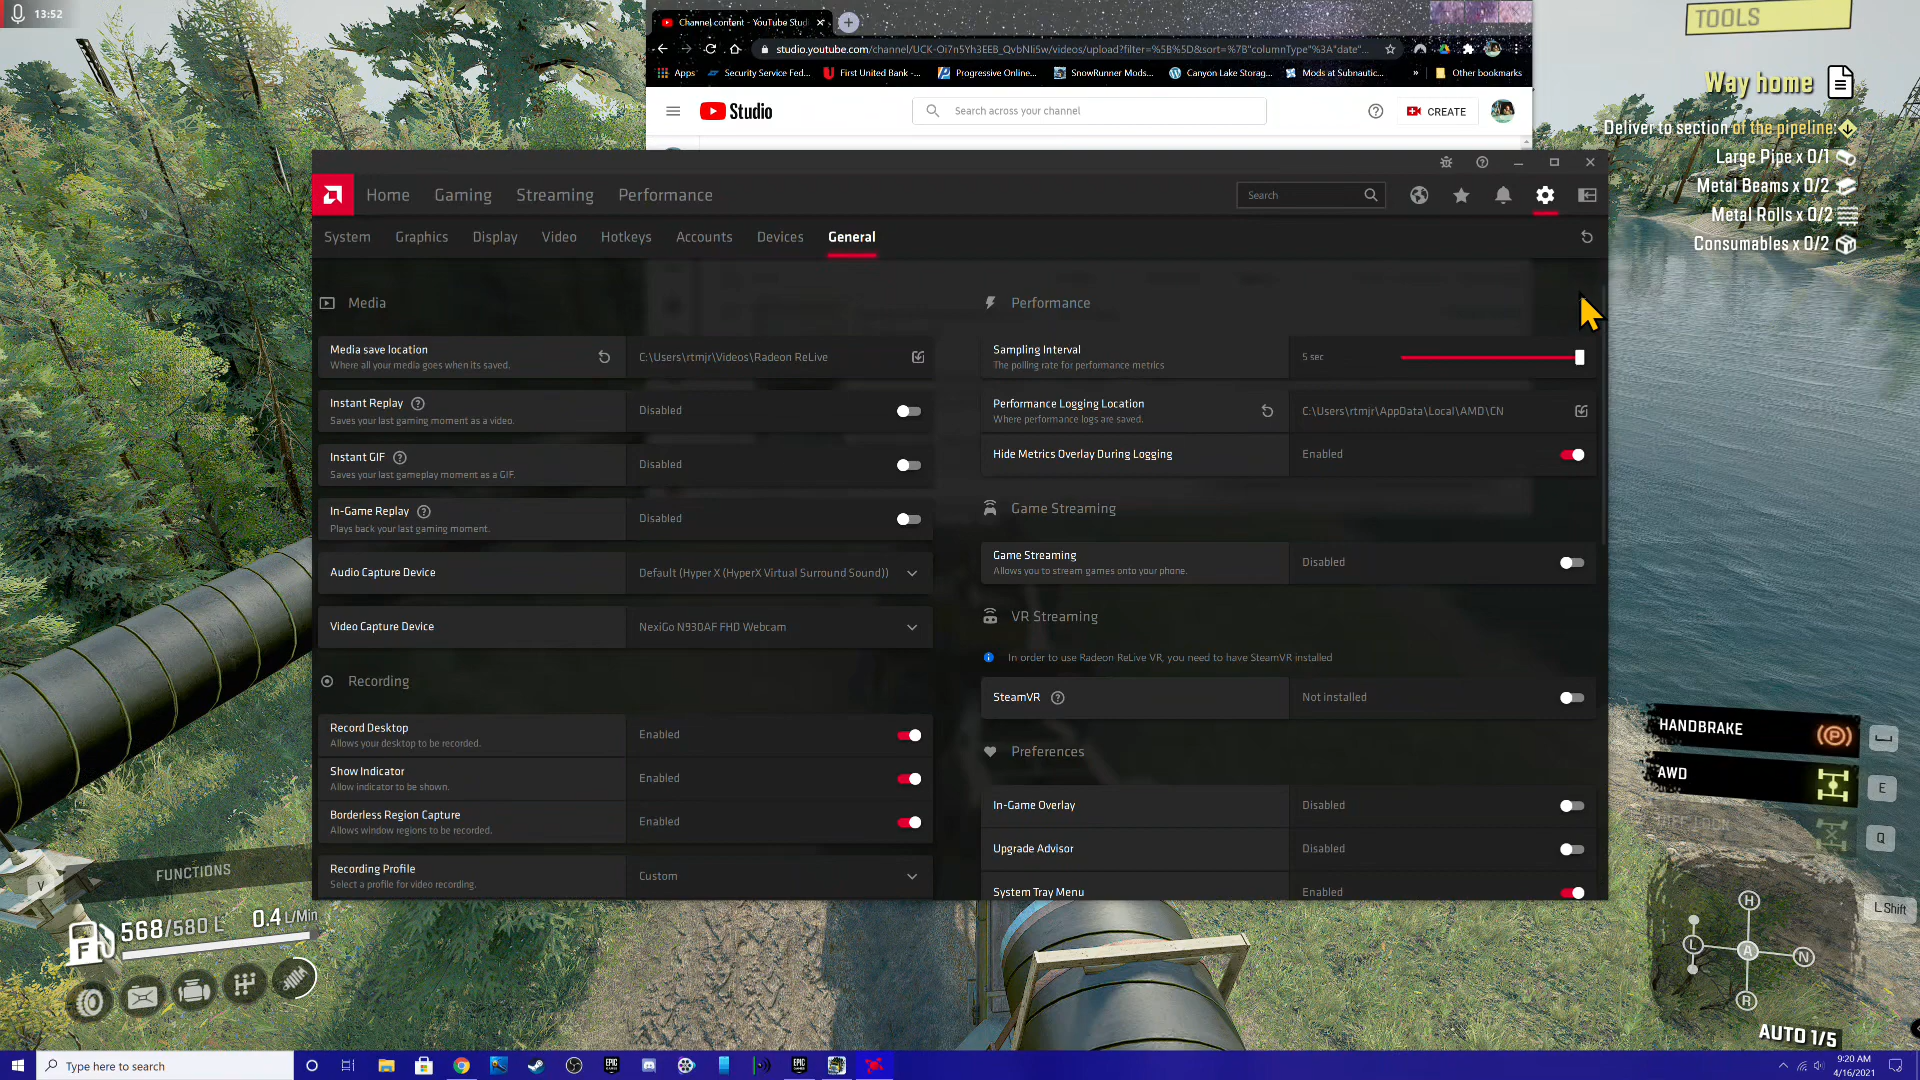 13:52
Channel content - YouTube Studi
studio.youtube.com/channel/UCK-Oi7n5Yh3EEB_QvbNIi5w/videos/upload?filter=%5B%5D&sort=%7B"columnType"%3A"date"...
Apps
Security Service Fed...
First United Bank -...
Progressive Online...
SnowRunner Mods...
Canyon Lake Storag...
Mods at Subnautic...
»
Other bookmarks
Studio
Search across your channel
CREATE
TOOLS
Way home
Deliver to section of the pipeline:
Large Pipe x 0/1
Metal Beams x 0/2
Metal Rolls x 0/2
Consumables x 0/2
Home
Gaming
Streaming
Performance
Search
System
Graphics
Display
Video
Hotkeys
Accounts
Devices
General
Media
Media save location
Where all your media goes when its saved.
C:\Users\rtmjr\Videos\Radeon ReLive
Instant Replay
Saves your last gaming moment as a video.
Disabled
Instant GIF
Saves your last gameplay moment as a GIF.
Disabled
In-Game Replay
Plays back your last gaming moment.
Disabled
Audio Capture Device
Default (Hyper X (HyperX Virtual Surround Sound))
Video Capture Device
NexiGo N930AF FHD Webcam
Recording
Record Desktop
Allows your desktop to be recorded.
Enabled
Show Indicator
Allow indicator to be shown.
Enabled
Borderless Region Capture
Allows window regions to be recorded.
Enabled
Recording Profile
Select a profile for video recording.
Custom
Performance
Sampling Interval
The polling rate for performance metrics
5 sec
Performance Logging Location
Where performance logs are saved.
C:\Users\rtmjr\AppData\Local\AMD\CN
Hide Metrics Overlay During Logging
Enabled
Game Streaming
Game Streaming
Allows you to stream games onto your phone.
Disabled
VR Streaming
In order to use Radeon ReLive VR, you need to have SteamVR installed
SteamVR
Not installed
Preferences
In-Game Overlay
Disabled
Upgrade Advisor
Disabled
System Tray Menu
Enabled
HANDBRAKE
AWD
E
DIFF LOCK
Q
L Shift
H
L
A
N
R
AUTO 1/5
V
FUNCTIONS
F
568/580 L
0.4 L/Min
Type here to search
EPIC
EPIC
9:20 AM
4/16/2021